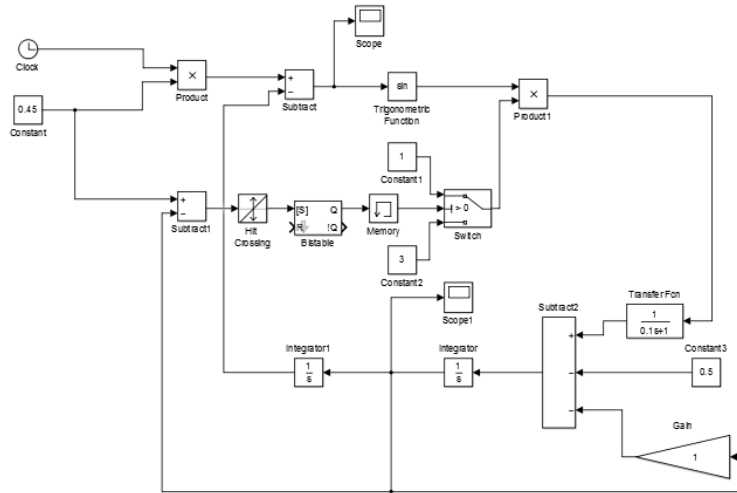 Scope
Clock
×
Product
+
−
Subtract
sin
Trigonometric
Function
×
Product1
0.45
Constant
1
Constant1
+
−
Subtract1
Hit
Crossing
[S] Q
R !Q
Bistable
Memory
> 0
Switch
3
Constant2
Scope1
Transfer Fcn
1
0.1s+1
Subtract2
+
−
−
Constant3
0.5
Integrator1
1
s
Integrator
1
s
Gain
1